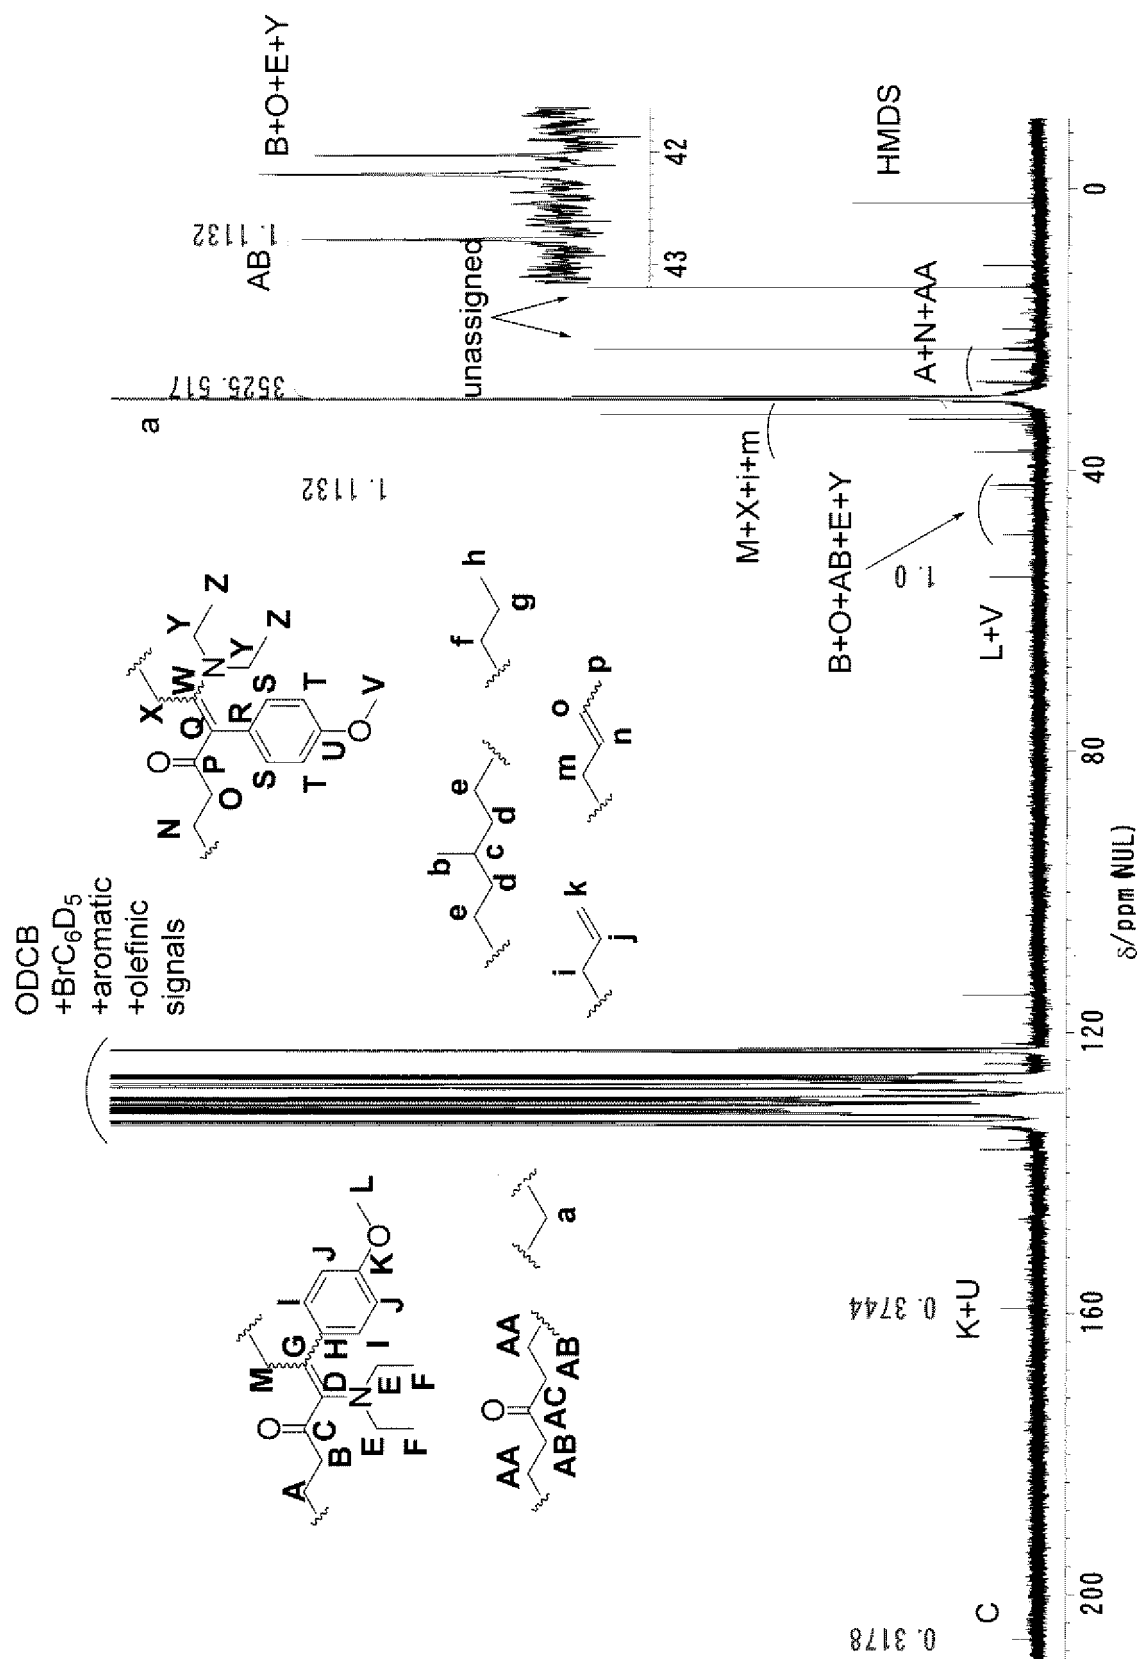 ODCB
+BrC6D5
+aromatic
+olefinic
signals
a
3525.517
1.1132
AB
1.1132
B+O+E+Y
unassigned
43
42
HMDS
A+N+AA
M+X+i+m
B+O+AB+E+Y
1.0
L+V
K+U
0.3744
C
0.3178
A
B
C
O
D
E
E
F
F
N
G
H
I
I
J
J
K
O
L
M
AA
AA
AB
AB
AC
O
a
N
O
P
O
Q
R
S
S
T
T
U
O
V
W
X
N
Y
Y
Z
Z
b
c
d
d
e
e
f
g
h
i
j
k
m
n
o
p
200
160
120
80
40
0
δ/ppm NUL)